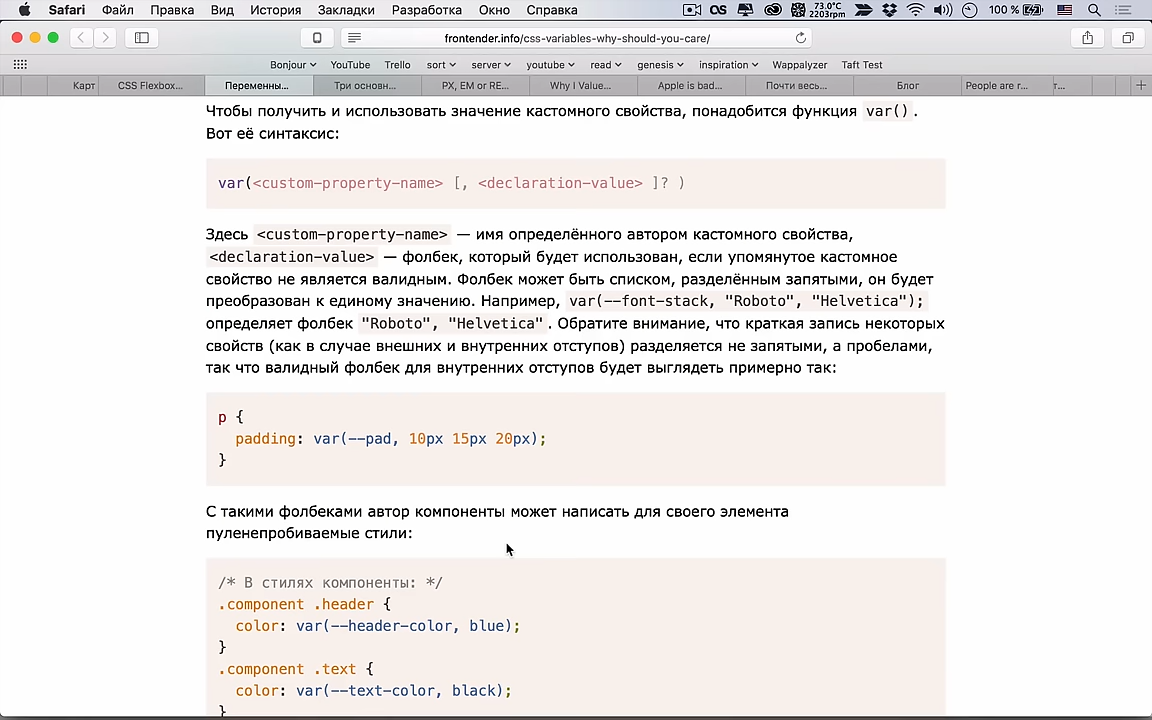 Safari Файл Правка Вид История Закладки Разработка Окно Справка OS 73.0°C 2203rpm 100 %
frontender.info/css-variables-why-should-you-care/
Bonjour YouTube Trello sort server youtube read genesis inspiration Wappalyzer Taft Test
Карт CSS Flexbox... Переменны... Три основн... PX, EM or RE... Why I Value... Apple is bad... Почти весь... Блог People are r... т...
Чтобы получить и использовать значение кастомного свойства, понадобится функция var() .
Вот её синтаксис:
var(<custom-property-name> [, <declaration-value> ]? )
Здесь <custom-property-name> — имя определённого автором кастомного свойства,
<declaration-value> — фолбек, который будет использован, если упомянутое кастомное
свойство не является валидным. Фолбек может быть списком, разделённым запятыми, он будет
преобразован к единому значению. Например, var(--font-stack, "Roboto", "Helvetica");
определяет фолбек "Roboto", "Helvetica" . Обратите внимание, что краткая запись некоторых
свойств (как в случае внешних и внутренних отступов) разделяется не запятыми, а пробелами,
так что валидный фолбек для внутренних отступов будет выглядеть примерно так:
p {
padding: var(--pad, 10px 15px 20px);
}
С такими фолбеками автор компоненты может написать для своего элемента
пуленепробиваемые стили:
/* В стилях компоненты: */
.component .header {
color: var(--header-color, blue);
}
.component .text {
color: var(--text-color, black);
}